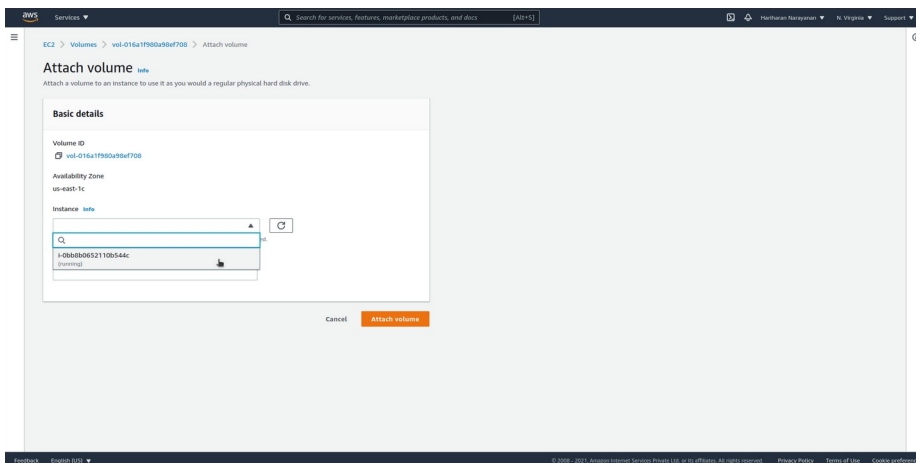 aws
Services ▼
Search for services, features, marketplace products, and docs
[Alt+S]
Hariharan Narayanan ▼
N. Virginia ▼
Support ▼
EC2 > Volumes > vol-016a1f980a98ef708 > Attach volume
Attach volume Info
Attach a volume to an instance to use it as you would a regular physical hard disk drive.
Basic details
Volume ID
vol-016a1f980a98ef708
Availability Zone
us-east-1c
Instance Info
i-0bb8b0652110b544c
(running)
Cancel
Attach volume
Feedback
English (US) ▼
© 2008 - 2021, Amazon Internet Services Private Ltd. or its affiliates. All rights reserved.
Privacy Policy
Terms of Use
Cookie preferen